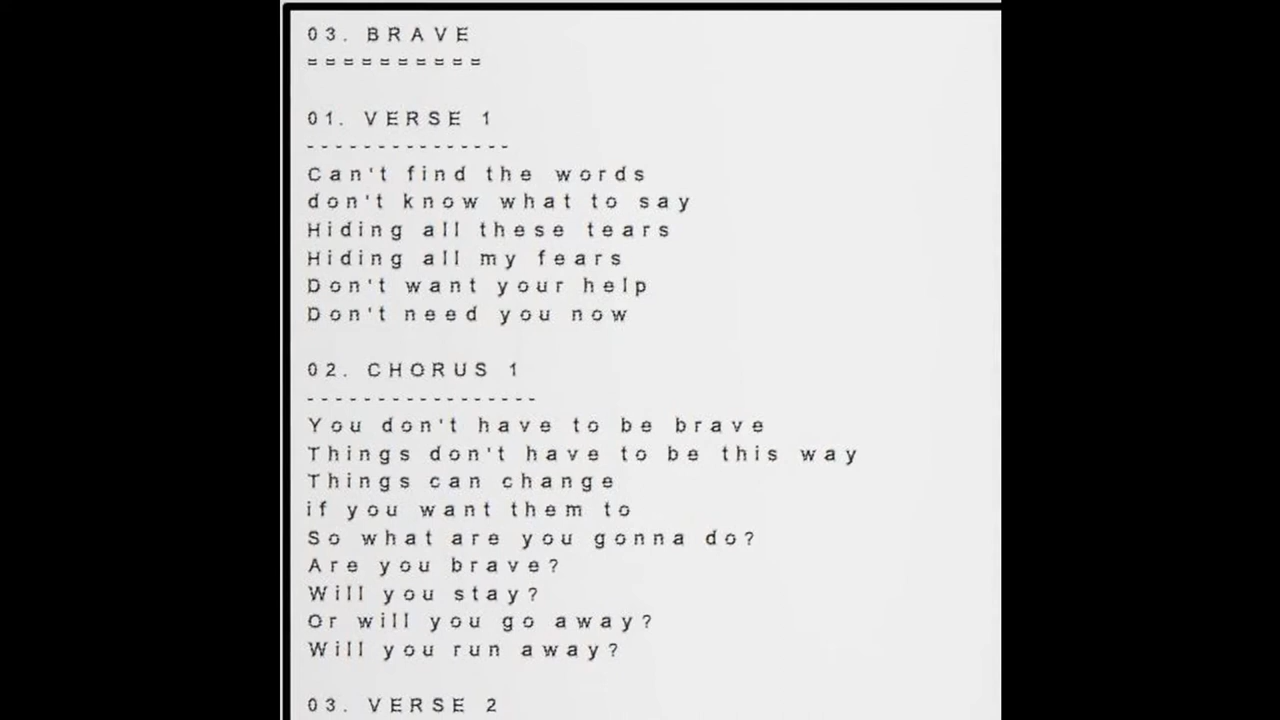 03. BRAVE
==========
01. VERSE 1
---------------
Can't find the words
don't know what to say
Hiding all these tears
Hiding all my fears
Don't want your help
Don't need you now
02. CHORUS 1
-----------------
You don't have to be brave
Things don't have to be this way
Things can change
if you want them to
So what are you gonna do?
Are you brave?
Will you stay?
Or will you go away?
Will you run away?
03. VERSE 2